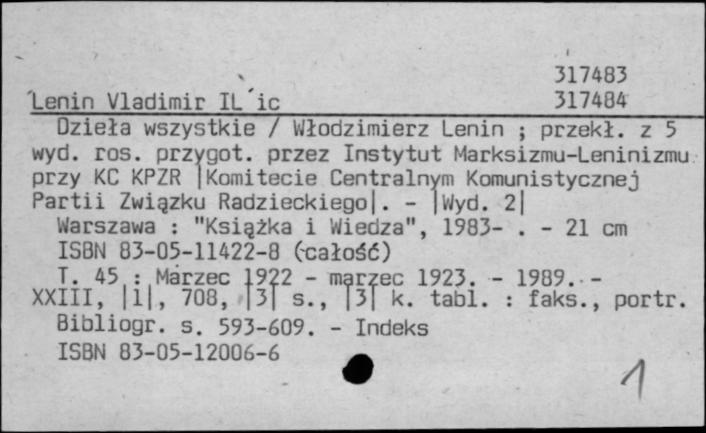 317483
Lenin Vladimir IL'ic 317484
Dzieła wszystkie / Włodzimierz Lenin ; przekł. z 5
wyd. ros. przygot. przez Instytut Marksizmu-Leninizmu
przy KC KPZR |Komitecie Centralnym Komunistycznej
Partii Związku Radzieckiego|. - |Wyd. 2|
Warszawa : "Książka i Wiedza", 1983- . - 21 cm
ISBN 83-05-11422-8 (całość)
T. 45 : Marzec 1922 - marzec 1923. - 1989. -
XXIII, |1|, 708, |3| s., |3| k. tabl. : faks., portr.
Bibliogr. s. 593-609. - Indeks
ISBN 83-05-12006-6
1